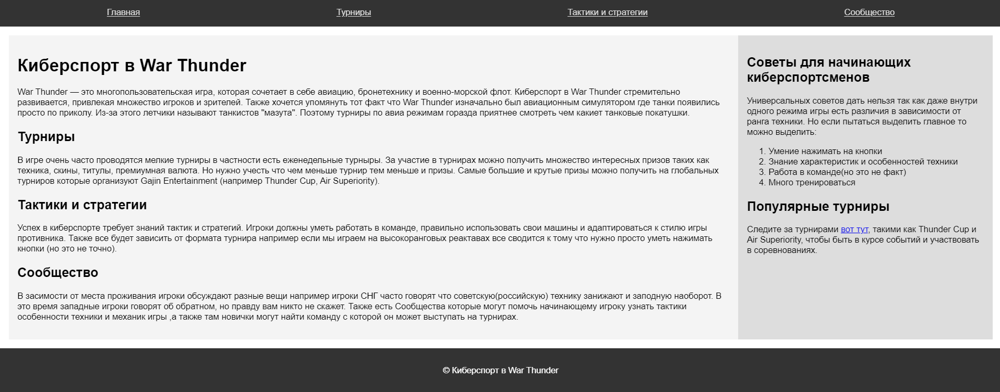 Главная
Турниры
Тактики и стратегии
Сообщество
Киберспорт в War Thunder
War Thunder — это многопользовательская игра, которая сочетает в себе авиацию, бронетехнику и военно-морской флот. Киберспорт в War Thunder стремительно
развивается, привлекая множество игроков и зрителей. Также хочется упомянуть тот факт что War Thunder изначально был авиационным симулятором где танки появились
просто по приколу. Из-за этого летчики называют танкистов "мазута". Поэтому турниры по авиа режимам горазда приятнее смотреть чем какиет танковые покатушки.
Турниры
В игре очень часто проводятся мелкие турниры в частности есть еженедельные турныры. За участие в турнирах можно получить множество интересных призов таких как
техника, скины, титулы, премиумная валюта. Но нужно учесть что чем меньше турнир тем меньше и призы. Самые большие и крутые призы можно получить на глобальных
турниров которые организуют Gajin Entertainment (например Thunder Cup, Air Superiority).
Тактики и стратегии
Успех в киберспорте требует знаний тактик и стратегий. Игроки должны уметь работать в команде, правильно использовать свои машины и адаптироваться к стилю игры
противника. Также все будет зависить от формата турнира например если мы играем на высокоранговых реактавах все сводится к тому что нужно просто уметь нажимать
кнопки (но это не точно).
Сообщество
В засимости от места проживания игроки обсуждают разные вещи например игроки СНГ часто говорят что советскую(российскую) технику занижают и заподную наоборот. В
это время западные игроки говорят об обратном, но правду вам никто не скажет. Также есть Сообщества которые могут помочь начинающему игроку узнать тактики
особенности техники и механик игры ,а также там новички могут найти команду с которой он может выступать на турнирах.
Советы для начинающих
киберспортсменов
Универсальных советов дать нельзя так как даже внутри
одного режима игры есть различия в зависимости от
ранга техники. Но если пытаться выделить главное то
можно выделить:
1. Умение нажимать на кнопки
2. Знание характеристик и особенностей техники
3. Работа в команде(но это не факт)
4. Много тренироваться
Популярные турниры
Следите за турнирами вот тут, такими как Thunder Cup и
Air Superiority, чтобы быть в курсе событий и участвовать
в соревнованиях.
© Киберспорт в War Thunder